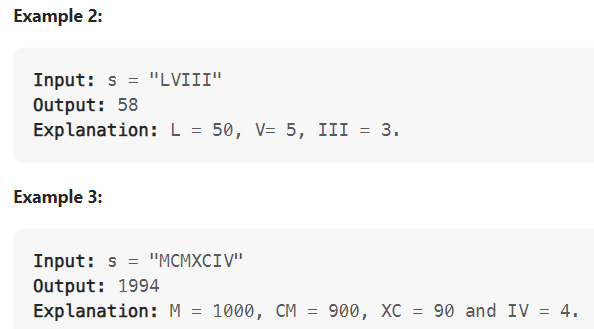 Example 2:
Input: s = "LVIII"
Output: 58
Explanation: L = 50, V= 5, III = 3.
Example 3:
Input: s = "MCMXCIV"
Output: 1994
Explanation: M = 1000, CM = 900, XC = 90 and IV = 4.